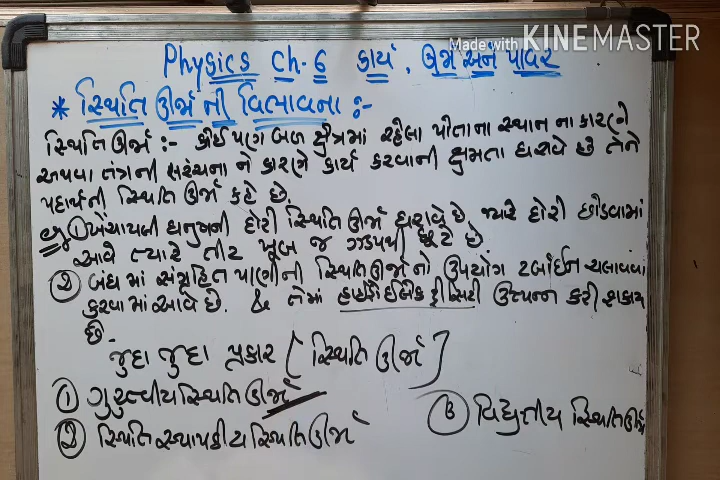 Made with KINEMASTER
Physics Ch-6 કાર્ય, ઊર્જા અને પાવર
* સ્થિતિ ઊર્જા ની વિભાવના :-
સ્થિતિ ઊર્જા :- કોઈ પણ બળ ક્ષેત્રમાં રહેલા પોતાના સ્થાન ના કારણે
અથવા તંત્રની સંરચના ને કારણે કાર્ય કરવાની ક્ષમતા ધરાવે છે તેને
પદાર્થની સ્થિતિ ઊર્જા કહે છે.
① ખેંચાયેલી ધનુષની દોરી સ્થિતિ ઊર્જા ધરાવે છે જ્યારે દોરી છોડવામાં
આવે ત્યારે તીર ખૂબ જ ઝડપથી છૂટે છે.
② બંધ માં સંગ્રહિત પાણીની સ્થિતિઊર્જાનો ઉપયોગ ટર્બાઈન ચલાવવા
કરવામાં આવે છે. & તેમાં હાઈડ્રો ઈલેક્ટ્રીસિટી ઉત્પન્ન કરી શકાય
છે.
જુદા જુદા પ્રકાર [સ્થિતિ ઊર્જા]
① ગુરુત્વીય સ્થિતિ ઊર્જા
② સ્થિતિ સ્થાપકીય સ્થિતિઊર્જા
③ વિદ્યુતીય સ્થિતિઊર્જા